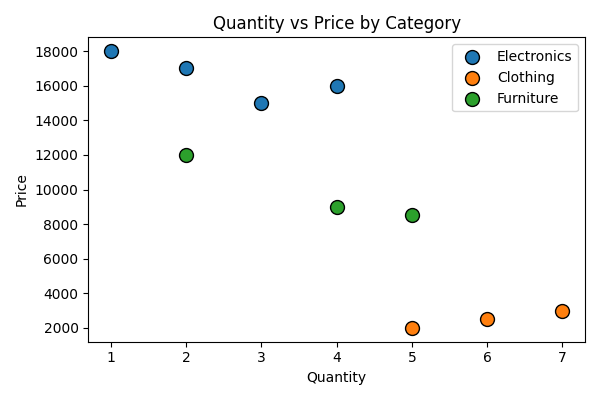 Quantity vs Price by Category
Electronics
Clothing
Furniture
18000
16000
14000
12000
10000
8000
6000
4000
2000
Price
1 2 3 4 5 6 7
Quantity